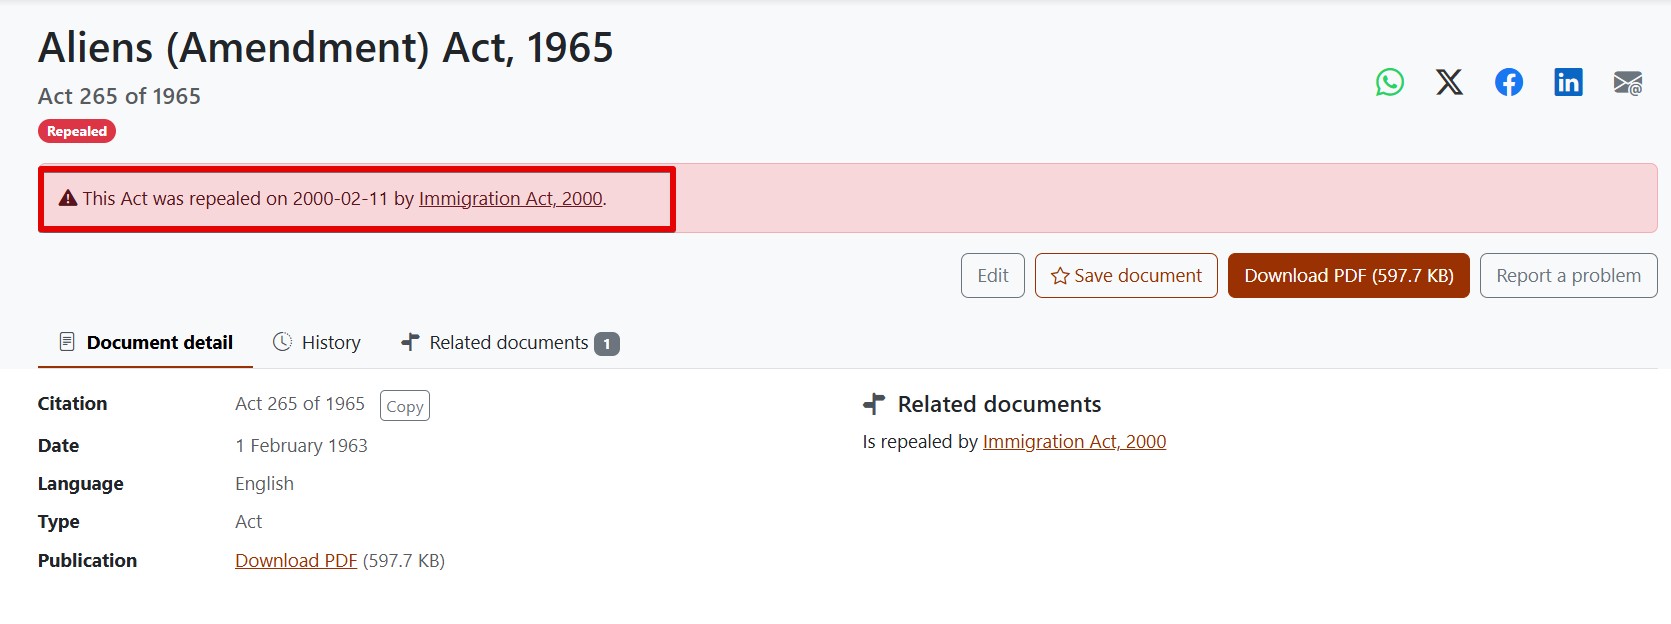 Aliens (Amendment) Act, 1965
Act 265 of 1965
Repealed
This Act was repealed on 2000-02-11 by Immigration Act, 2000.
Edit
Save document
Download PDF (597.7 KB)
Report a problem
Document detail
History
Related documents 1
Citation Act 265 of 1965 Copy
Date 1 February 1963
Language English
Type Act
Publication Download PDF (597.7 KB)
Related documents
Is repealed by Immigration Act, 2000